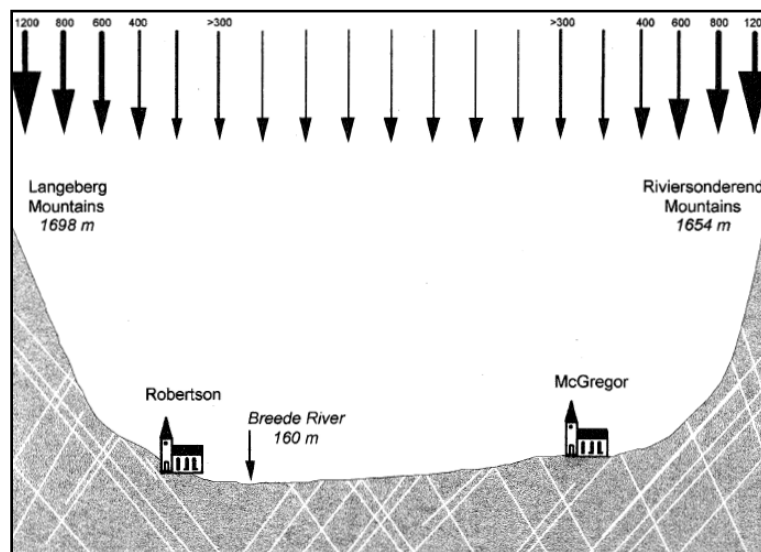 1200 800 600 400 >300 >300 400 600 800 120
Langeberg
Mountains
1698 m
Riviersonderend
Mountains
1654 m
Robertson
McGregor
Breede River
160 m